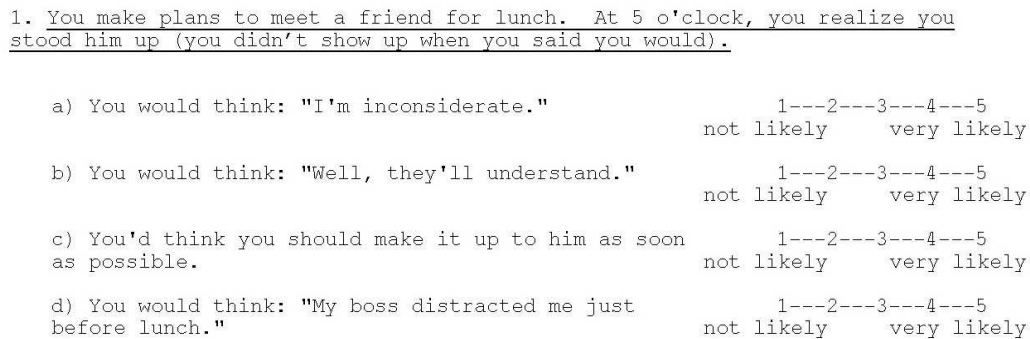 1. You make plans to meet a friend for lunch.  At 5 o'clock, you realize you
stood him up (you didn’t show up when you said you would).
a) You would think: "I'm inconsiderate." 1---2---3---4---5
not likely very likely
b) You would think: "Well, they'll understand." 1---2---3---4---5
not likely very likely
c) You'd think you should make it up to him as soon 1---2---3---4---5
as possible. not likely very likely
d) You would think: "My boss distracted me just 1---2---3---4---5
before lunch." not likely very likely